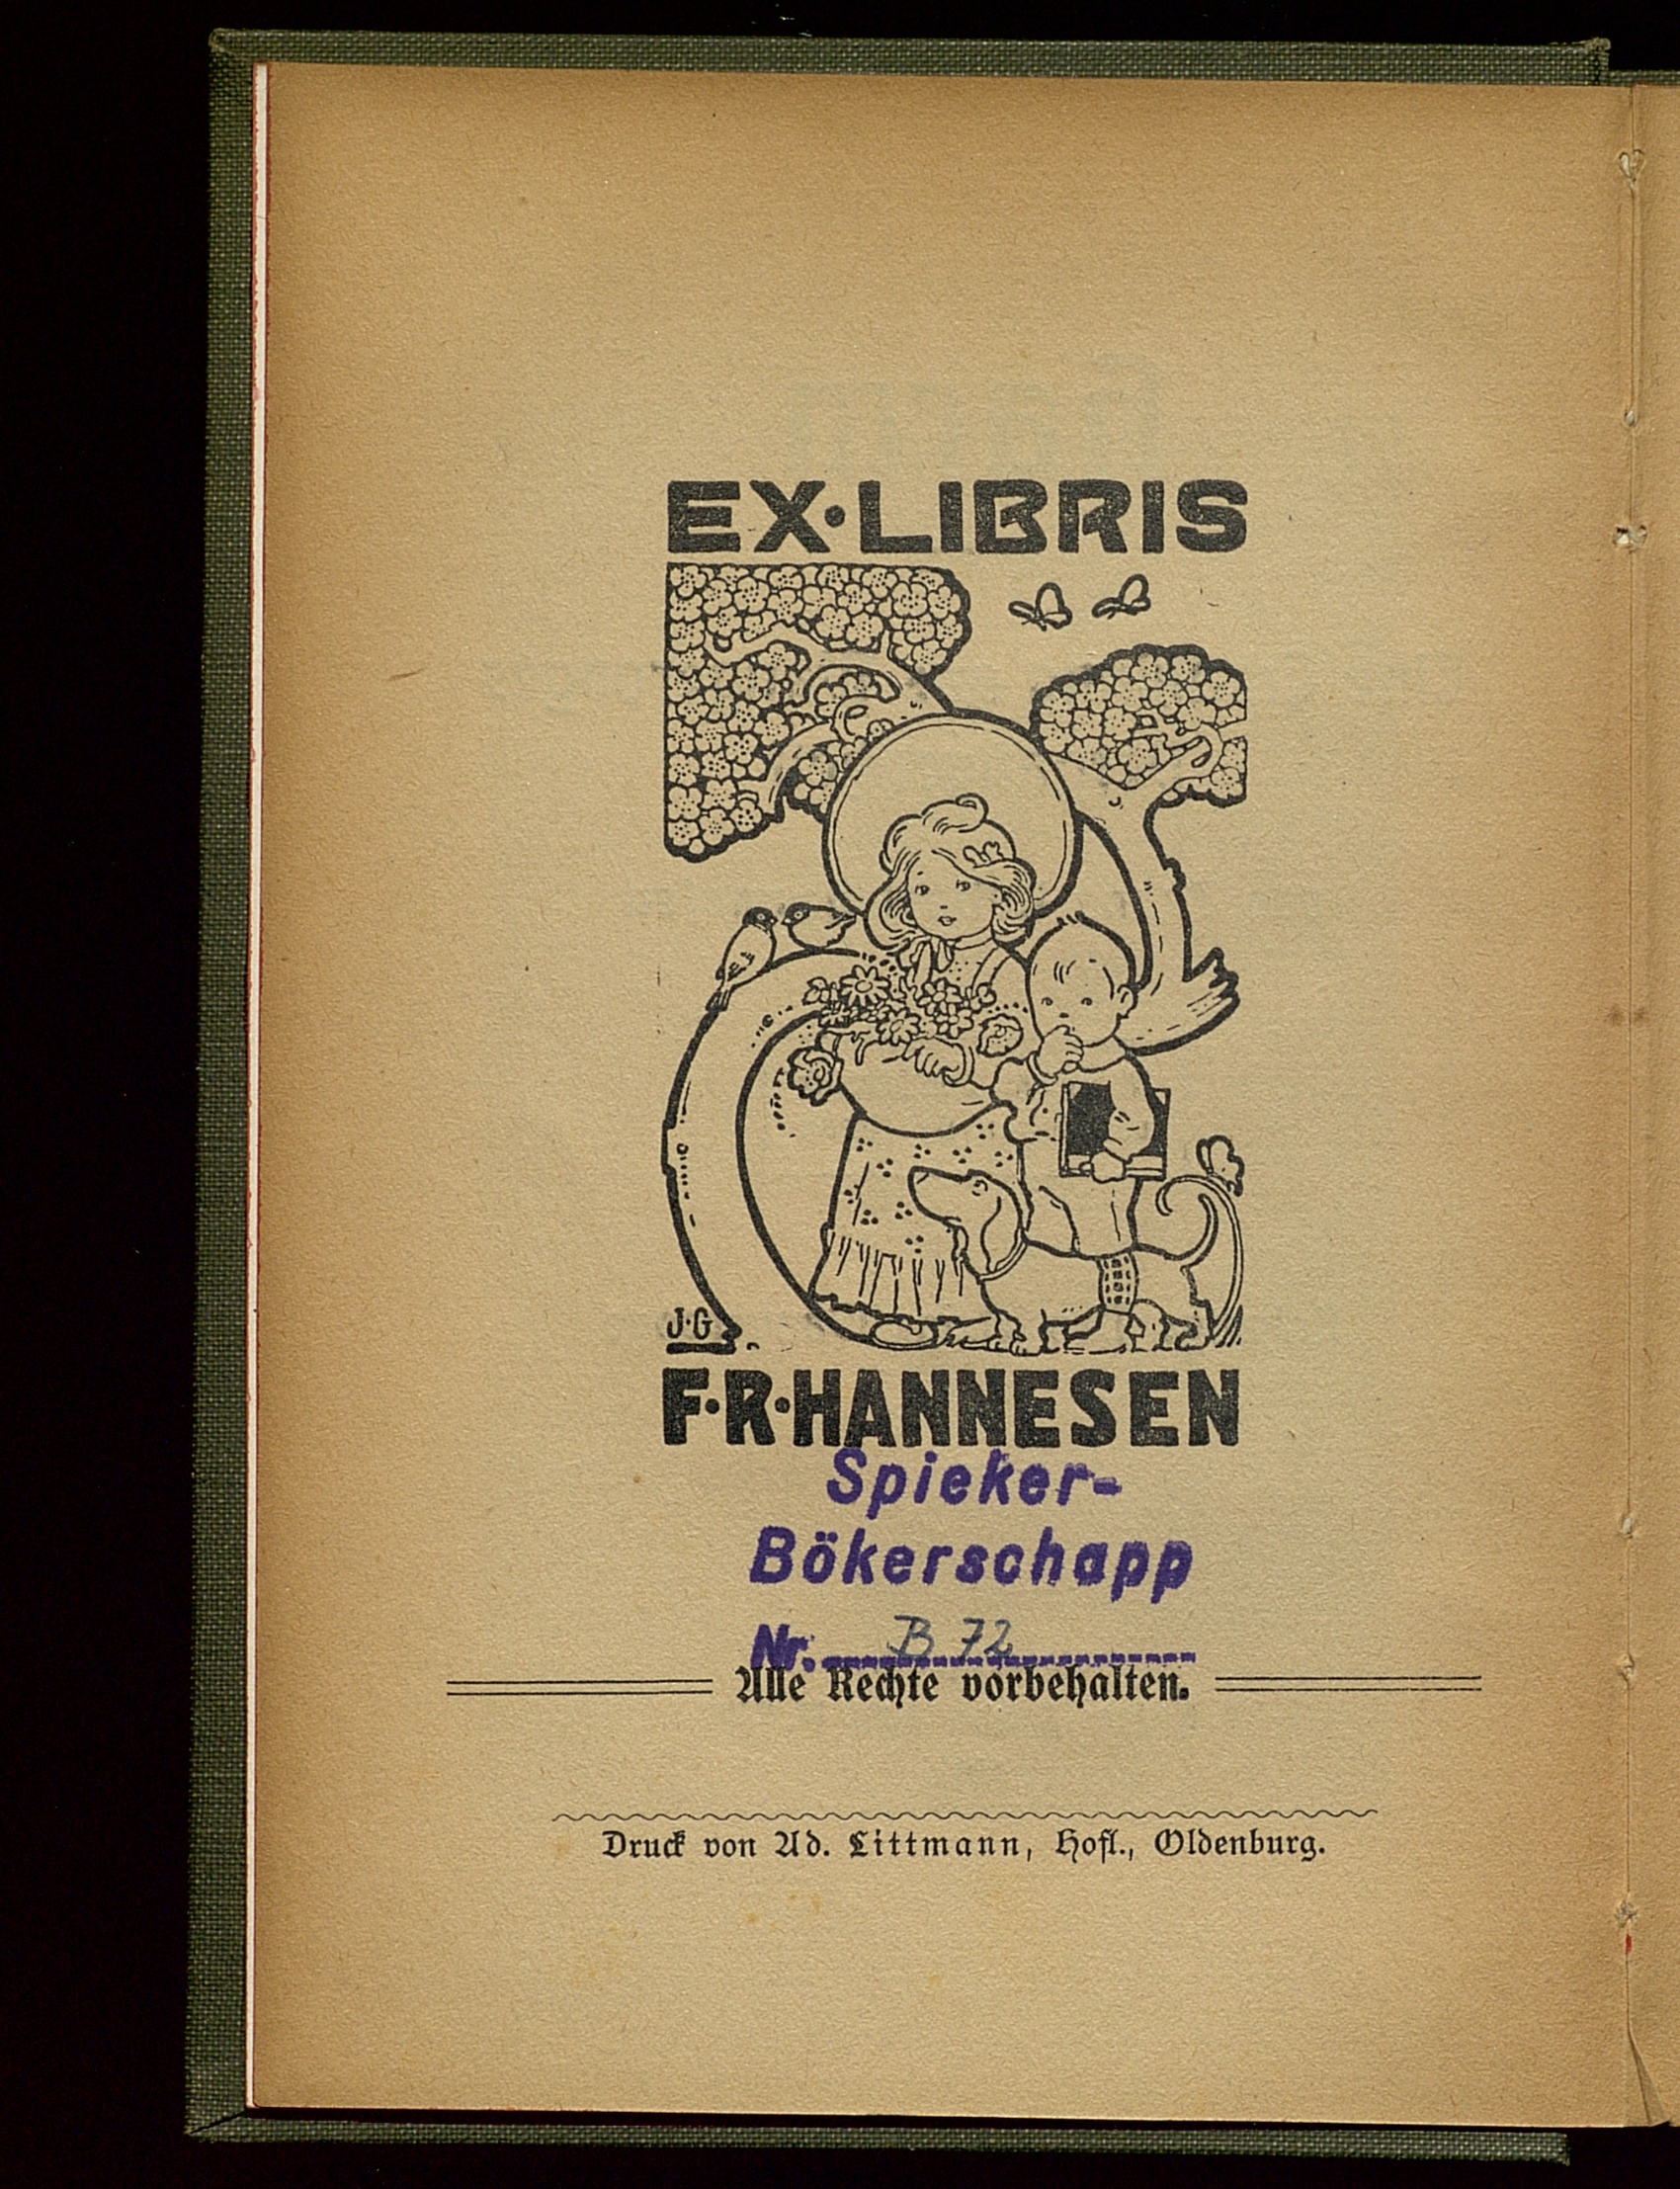 EX·LIBRIS
J·G
F·R·HANNESEN
Spieker-
Bökerschapp
Nr. B 72
Alle Rechte vorbehalten.
Druck von Ad. Littmann, Hofl., Oldenburg.